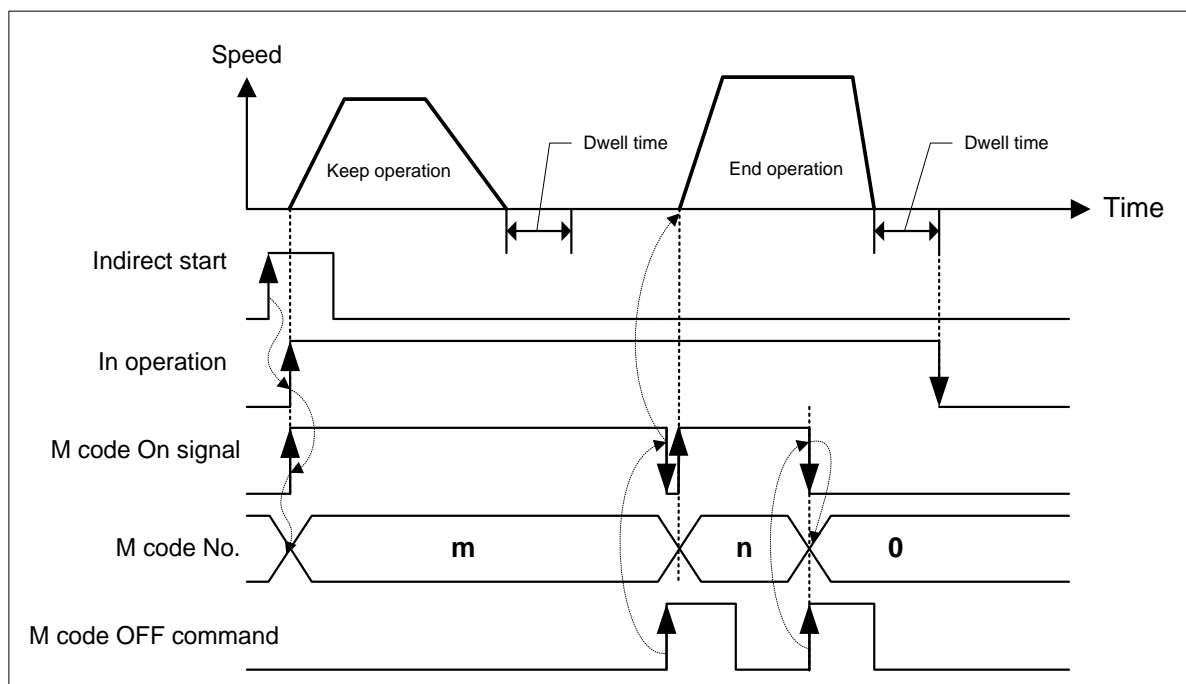 Speed
Dwell time
Dwell time
Keep operation
End operation
Time
Indirect start
In operation
M code On signal
M code No.
m
n
0
M code OFF command